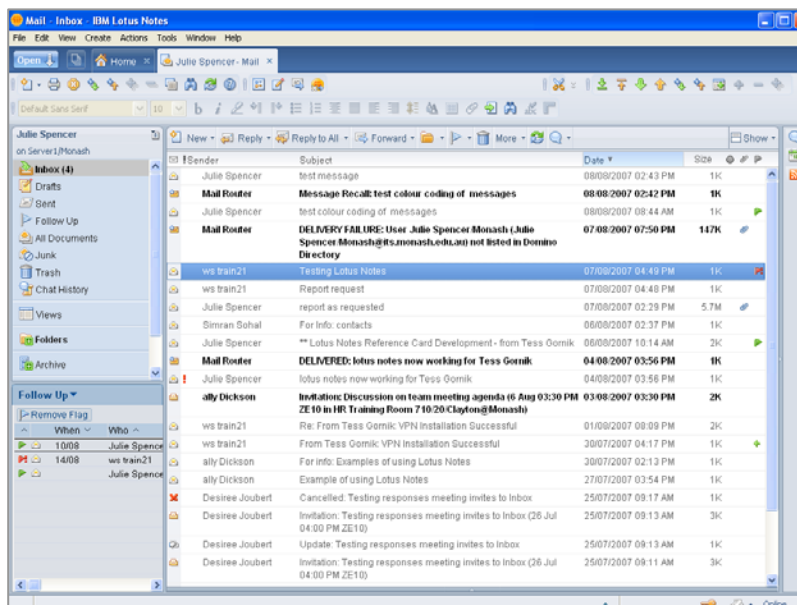 Mail - Inbox - IBM Lotus Notes
File Edit View Create Actions Tools Window Help
Open Home × Julie Spencer- Mail ×
Default Sans Serif 10 b i
Julie Spencer
on Server1/Monash
New Reply Reply to All Forward More Show
Inbox (4)
Drafts
Sent
Follow Up
All Documents
Junk
Trash
Chat History
Views
Folders
Archive
Follow Up
Remove Flag
When Who
10/08 Julie Spence
14/08 ws train21
Julie Spence
! Sender Subject Date Size
Julie Spencer test message 08/08/2007 02:43 PM 1K
Mail Router Message Recall: test colour coding of messages 08/08/2007 02:42 PM 1K
Julie Spencer test colour coding of messages 08/08/2007 08:44 AM 1K
Mail Router DELIVERY FAILURE: User Julie Spencer/Monash (Julie 07/08/2007 07:50 PM 147K
Spencer/Monash@its.monash.edu.au) not listed in Domino
Directory
ws train21 Testing Lotus Notes 07/08/2007 04:49 PM 1K
ws train21 Report request 07/08/2007 04:48 PM 1K
Julie Spencer report as requested 07/08/2007 02:29 PM 5.7M
Simran Sohal For Info: contacts 06/08/2007 02:37 PM 1K
Julie Spencer ** Lotus Notes Reference Card Development - from Tess Gornik 06/08/2007 10:14 AM 2K
Mail Router DELIVERED: lotus notes now working for Tess Gornik 04/08/2007 03:56 PM 1K
! Julie Spencer lotus notes now working for Tess Gornik 04/08/2007 03:56 PM 1K
ally Dickson Invitation: Discussion on team meeting agenda (6 Aug 03:30 PM 03/08/2007 03:30 PM 2K
ZE10 in HR Training Room 710/20/Clayton@Monash)
ws train21 Re: From Tess Gornik: VPN Installation Successful 01/08/2007 08:09 PM 2K
ws train21 From Tess Gornik: VPN Installation Successful 30/07/2007 04:17 PM 1K
ally Dickson For info: Examples of using Lotus Notes 30/07/2007 02:13 PM 1K
ally Dickson Example of using Lotus Notes 27/07/2007 03:54 PM 1K
Desiree Joubert Cancelled: Testing responses meeting invites to Inbox 25/07/2007 09:17 AM 1K
Desiree Joubert Invitation: Testing responses meeting invites to Inbox (26 Jul 25/07/2007 09:13 AM 3K
04:00 PM ZE10)
Desiree Joubert Update: Testing responses meeting invites to Inbox 25/07/2007 09:13 AM 1K
Desiree Joubert Invitation: Testing responses meeting invites to Inbox (26 Jul 25/07/2007 09:11 AM 3K
04:00 PM ZE10)
Online